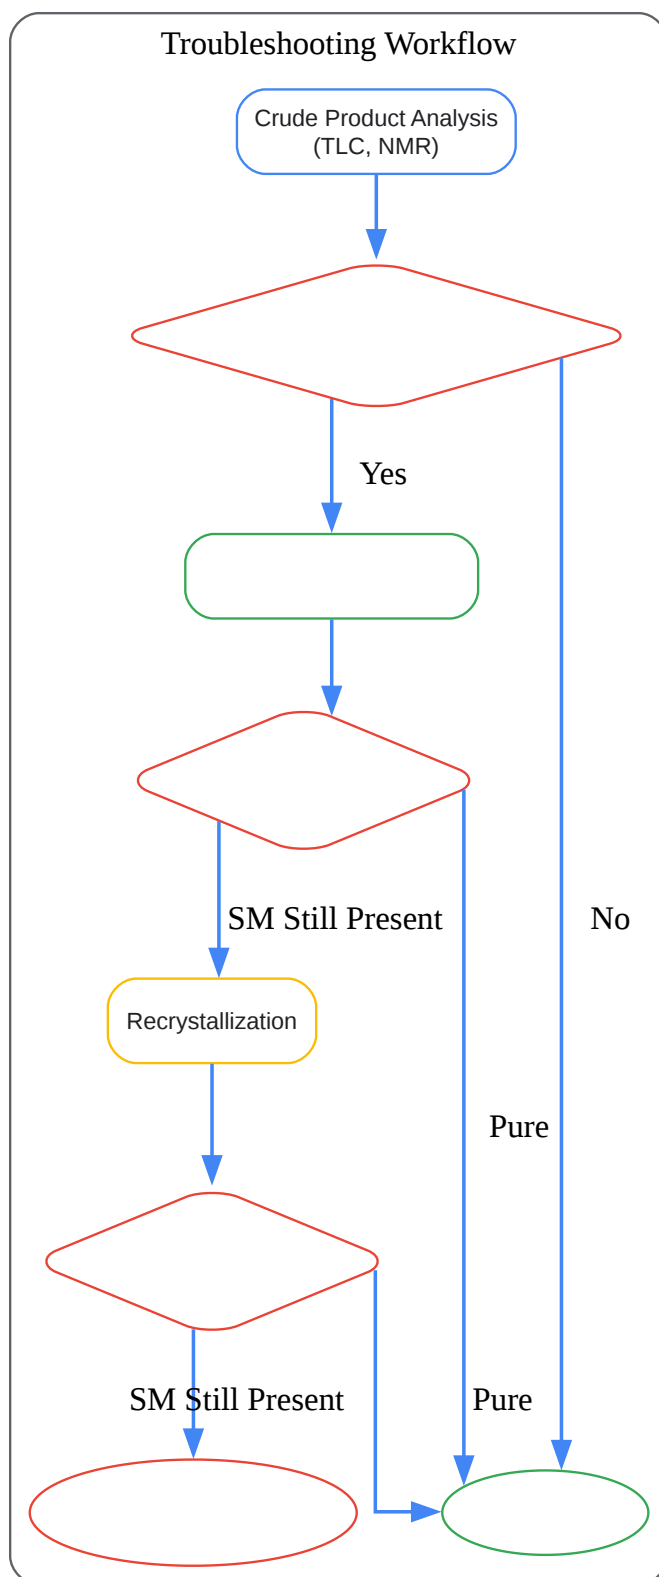 Troubleshooting Workflow
Crude Product Analysis
(TLC, NMR)
Yes
SM Still Present
No
Recrystallization
Pure
SM Still Present
Pure